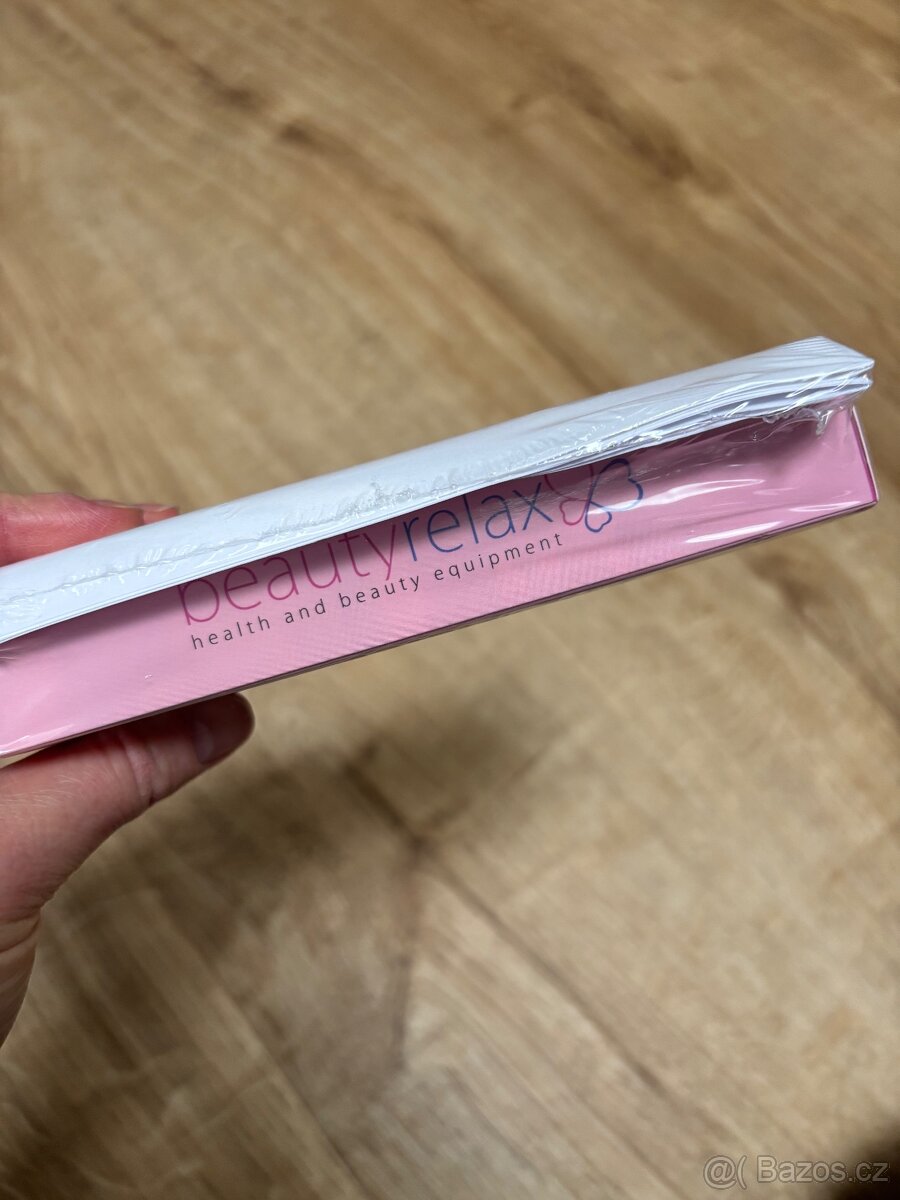 beautyrelax
health and beauty equipment
@( Bazos.cz